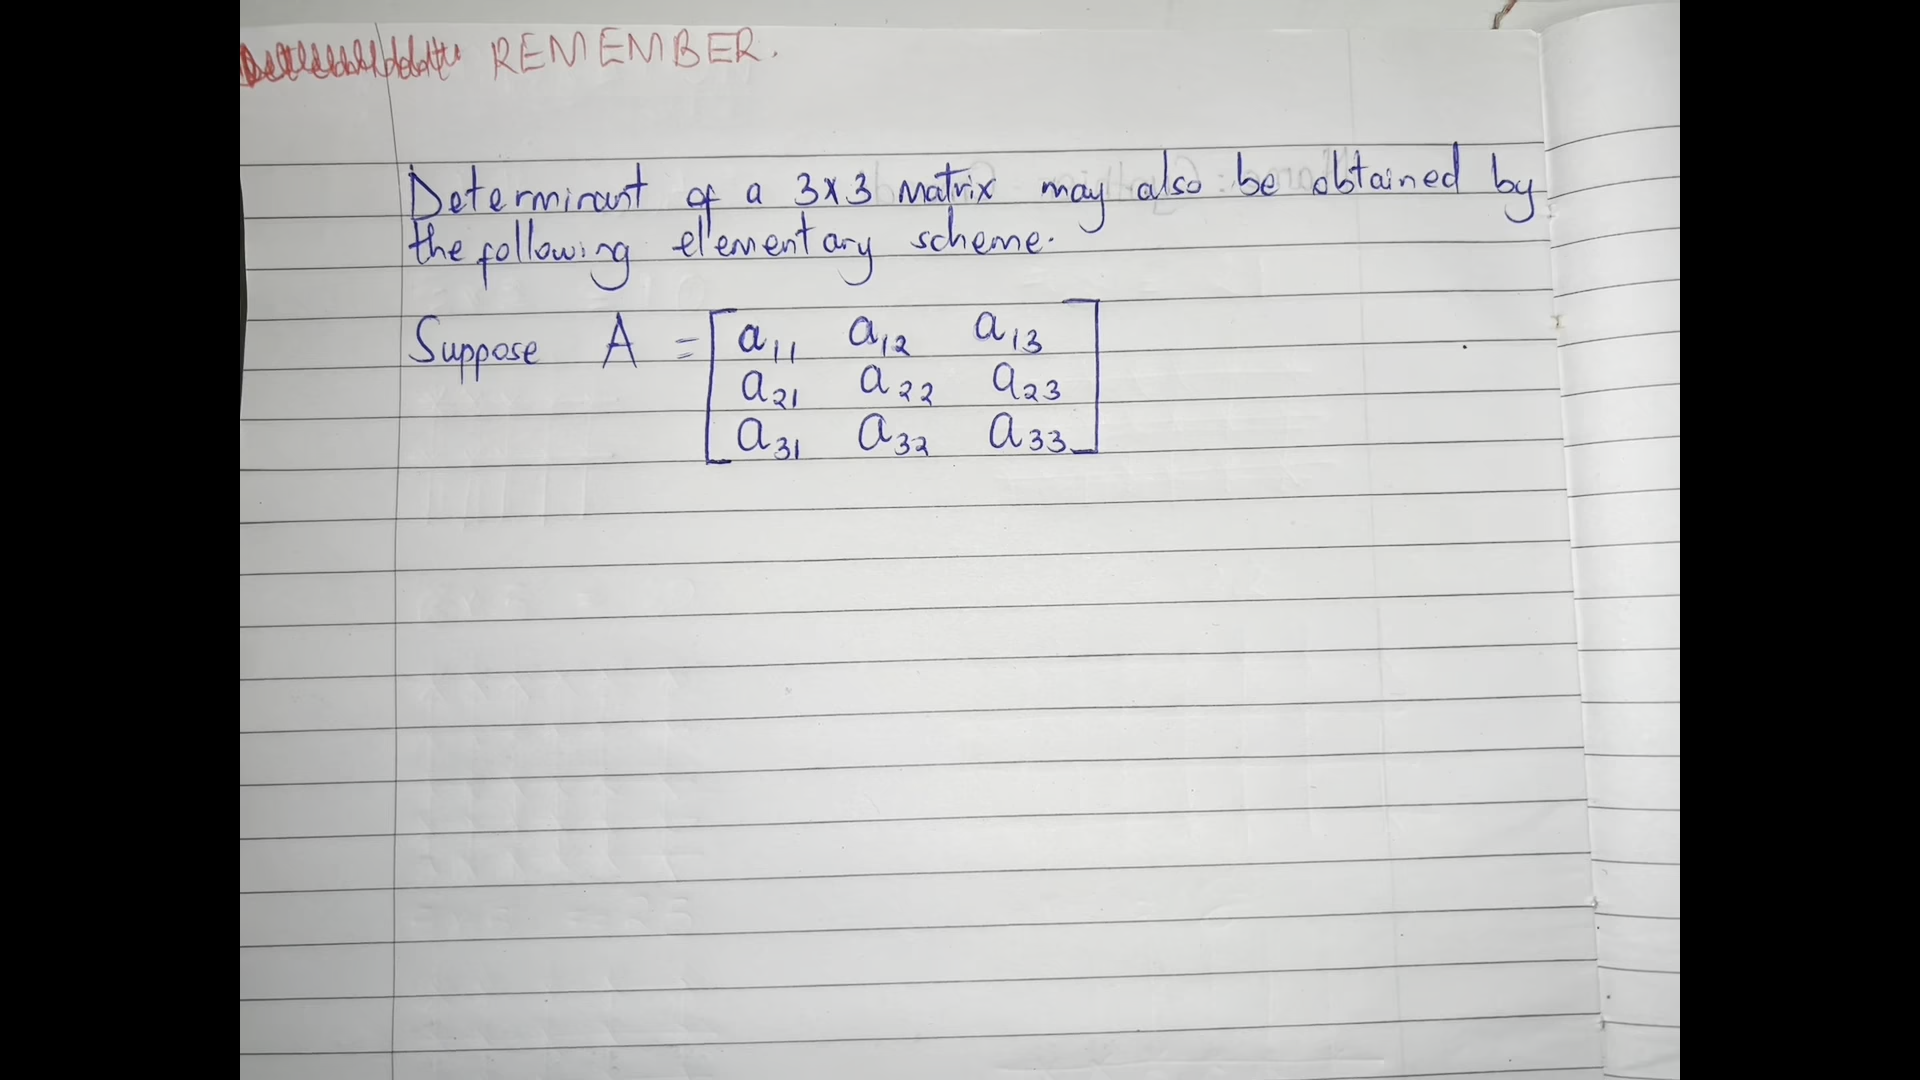 REMEMBER.
Determinant of a 3x3 matrix may also be obtained by
the following elementary scheme.
Suppose A = [a11 a12 a13
a21 a22 a23
a31 a32 a33]